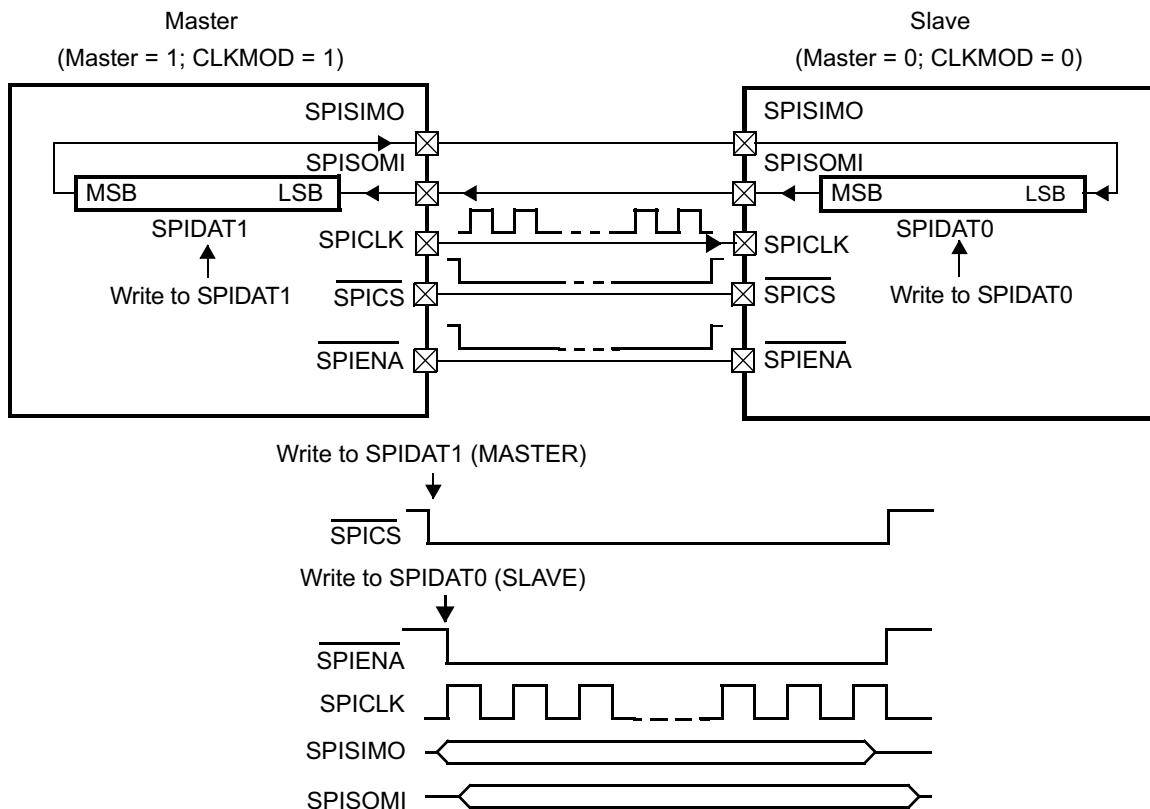 Master
(Master = 1; CLKMOD = 1)
Slave
(Master = 0; CLKMOD = 0)
SPISIMO
SPISIMO
SPISOMI
SPISOMI
MSB LSB
MSB LSB
SPIDAT1
SPIDAT0
SPICLK
SPICLK
Write to SPIDAT1
Write to SPIDAT0
SPICS
SPICS
SPIENA
SPIENA
Write to SPIDAT1 (MASTER)
SPICS
Write to SPIDAT0 (SLAVE)
SPIENA
SPICLK
SPISIMO
SPISOMI